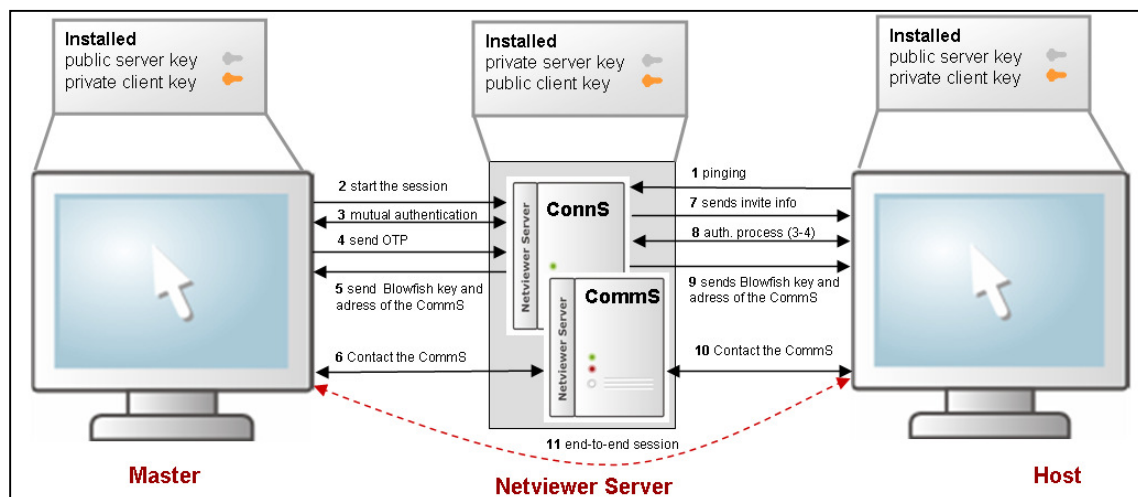 Installed
public server key
private client key
Installed
private server key
public client key
Installed
public server key
private client key
2 start the session
3 mutual authentication
4 send OTP
5 send Blowfish key and
adress of the CommS
6 Contact the CommS
Netviewer Server
ConnS
Netviewer Server
CommS
1 pinging
7 sends invite info
8 auth. process (3-4)
9 sends Blowfish key and
adress of the CommS
10 Contact the CommS
11 end-to-end session
Master
Netviewer Server
Host